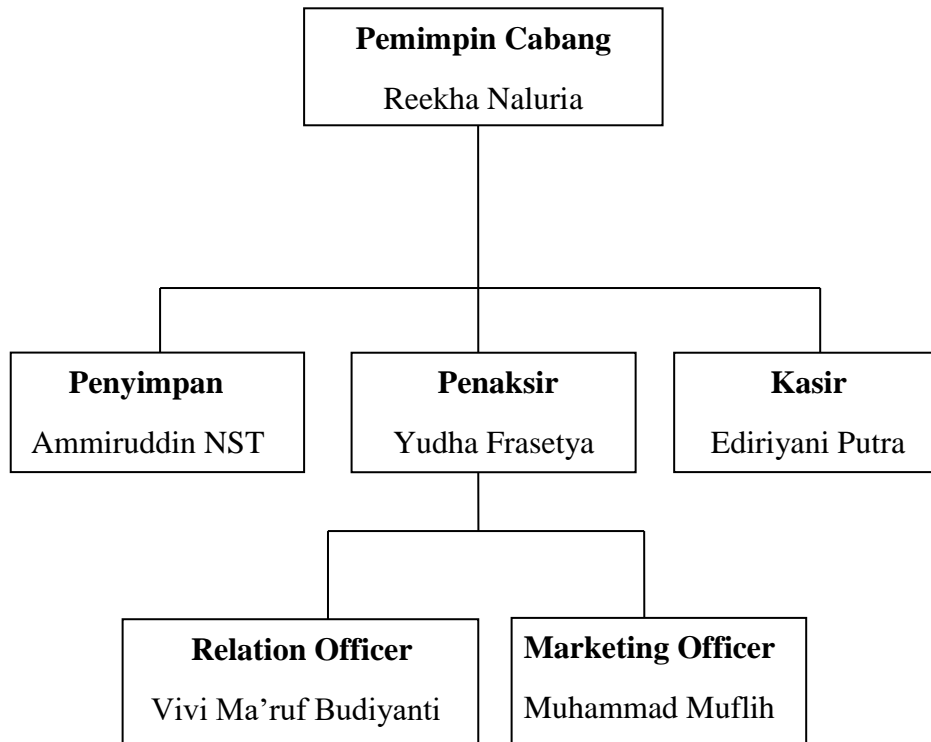 Pemimpin Cabang
Reekha Naluria
Penyimpan
Ammiruddin NST
Penaksir
Yudha Frasetya
Kasir
Ediriyani Putra
Relation Officer
Vivi Ma’ruf Budiyanti
Marketing Officer
Muhammad Muflih